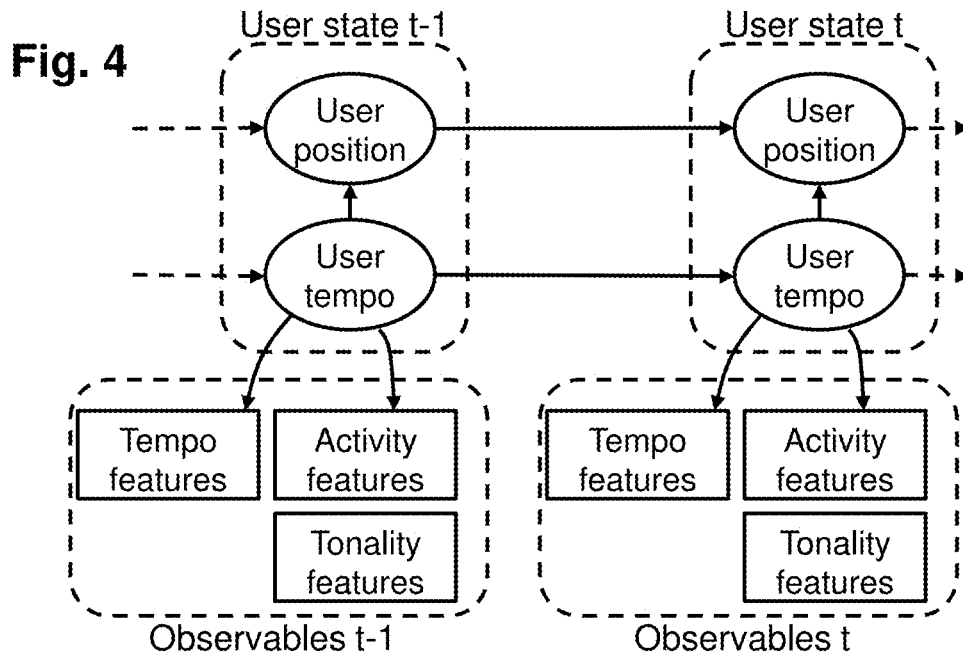 Fig. 4
User state t-1
User state t
User
position
User
position
User
tempo
User
tempo
Tempo
features
Activity
features
Tempo
features
Activity
features
Tonality
features
Tonality
features
Observables t-1
Observables t